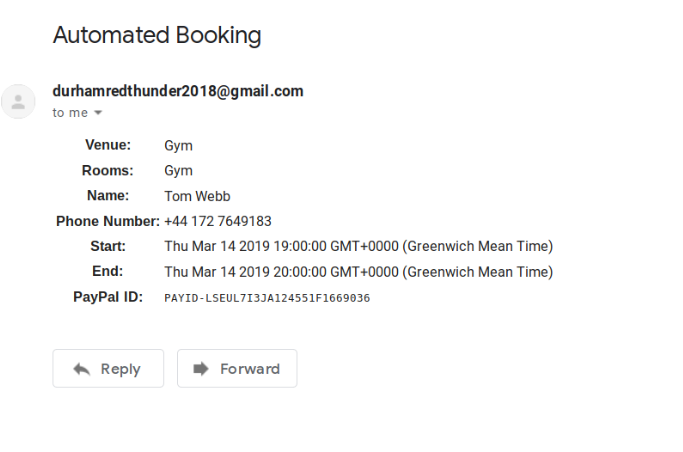 Automated Booking
durhamredthunder2018@gmail.com
to me
Venue: Gym
Rooms: Gym
Name: Tom Webb
Phone Number: +44 172 7649183
Start: Thu Mar 14 2019 19:00:00 GMT+0000 (Greenwich Mean Time)
End: Thu Mar 14 2019 20:00:00 GMT+0000 (Greenwich Mean Time)
PayPal ID: PAYID-LSEUL7I3JA124551F1669036
Reply Forward